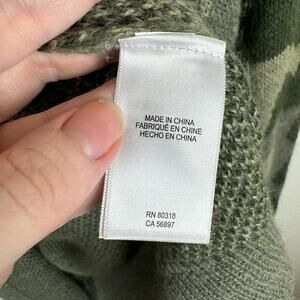 MADE IN CHINA
FABRIQUÉ EN CHINE
HECHO EN CHINA
RN 80318
CA 56897